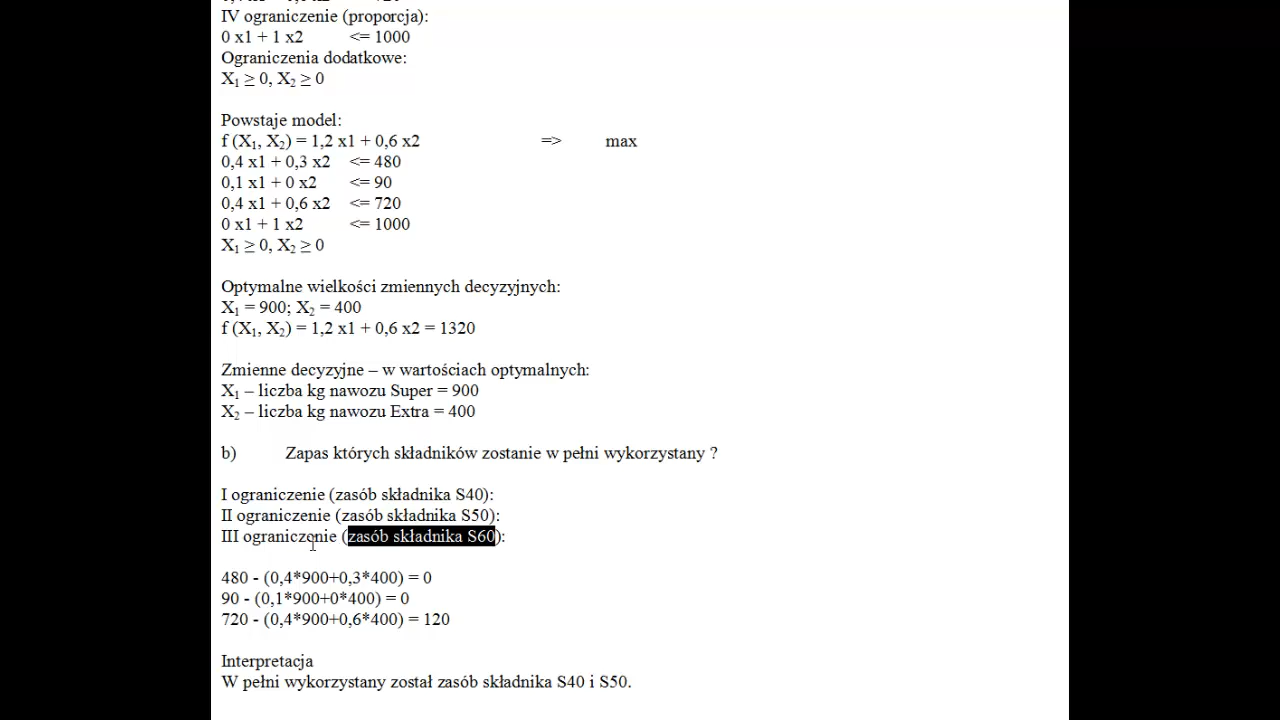 IV ograniczenie (proporcja):
0 x1 + 1 x2 <= 1000
Ograniczenia dodatkowe:
X₁ ≥ 0, X₂ ≥ 0
Powstaje model:
f (X₁, X₂) = 1,2 x1 + 0,6 x2 => max
0,4 x1 + 0,3 x2 <= 480
0,1 x1 + 0 x2 <= 90
0,4 x1 + 0,6 x2 <= 720
0 x1 + 1 x2 <= 1000
X₁ ≥ 0, X₂ ≥ 0
Optymalne wielkości zmiennych decyzyjnych:
X₁ = 900; X₂ = 400
f (X₁, X₂) = 1,2 x1 + 0,6 x2 = 1320
Zmienne decyzyjne – w wartościach optymalnych:
X₁ – liczba kg nawozu Super = 900
X₂ – liczba kg nawozu Extra = 400
b) Zapas których składników zostanie w pełni wykorzystany ?
I ograniczenie (zasób składnika S40):
II ograniczenie (zasób składnika S50):
III ograniczenie (zasób składnika S60):
480 - (0,4*900+0,3*400) = 0
90 - (0,1*900+0*400) = 0
720 - (0,4*900+0,6*400) = 120
Interpretacja
W pełni wykorzystany został zasób składnika S40 i S50.